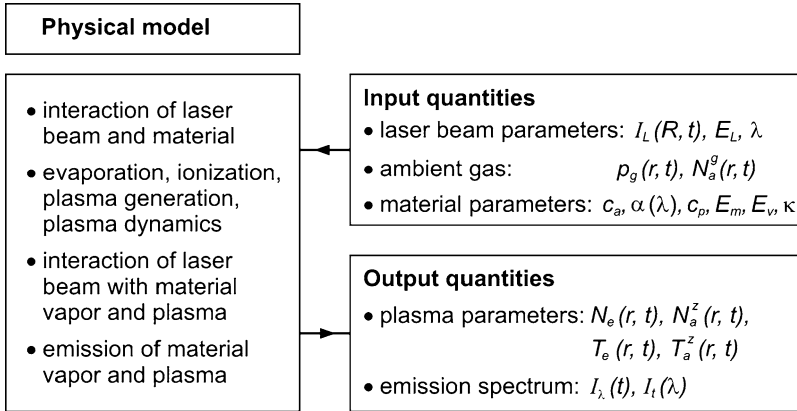 Physical model
• interaction of laser
beam and material
• evaporation, ionization,
plasma generation,
plasma dynamics
• interaction of laser
beam with material
vapor and plasma
• emission of material
vapor and plasma
Input quantities
• laser beam parameters: I_L(R, t), E_L, λ
• ambient gas: p_g(r, t), N_a^g(r, t)
• material parameters: c_a, α(λ), c_p, E_m, E_v, κ
Output quantities
• plasma parameters: N_e(r, t), N_a^z(r, t),
T_e(r, t), T_a^z(r, t)
• emission spectrum: I_λ(t), I_t(λ)